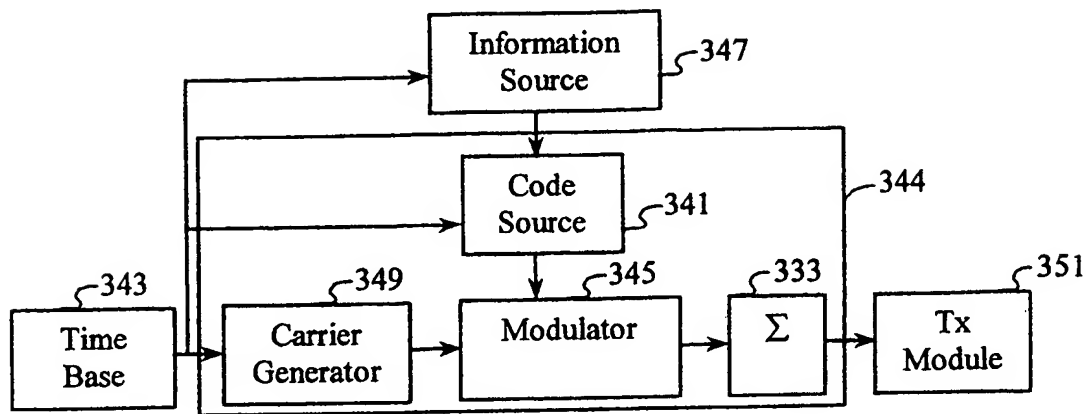 Information
Source
347
Code
Source
341
344
343
349
345
333
351
Time
Base
Carrier
Generator
Modulator
Σ
Tx
Module